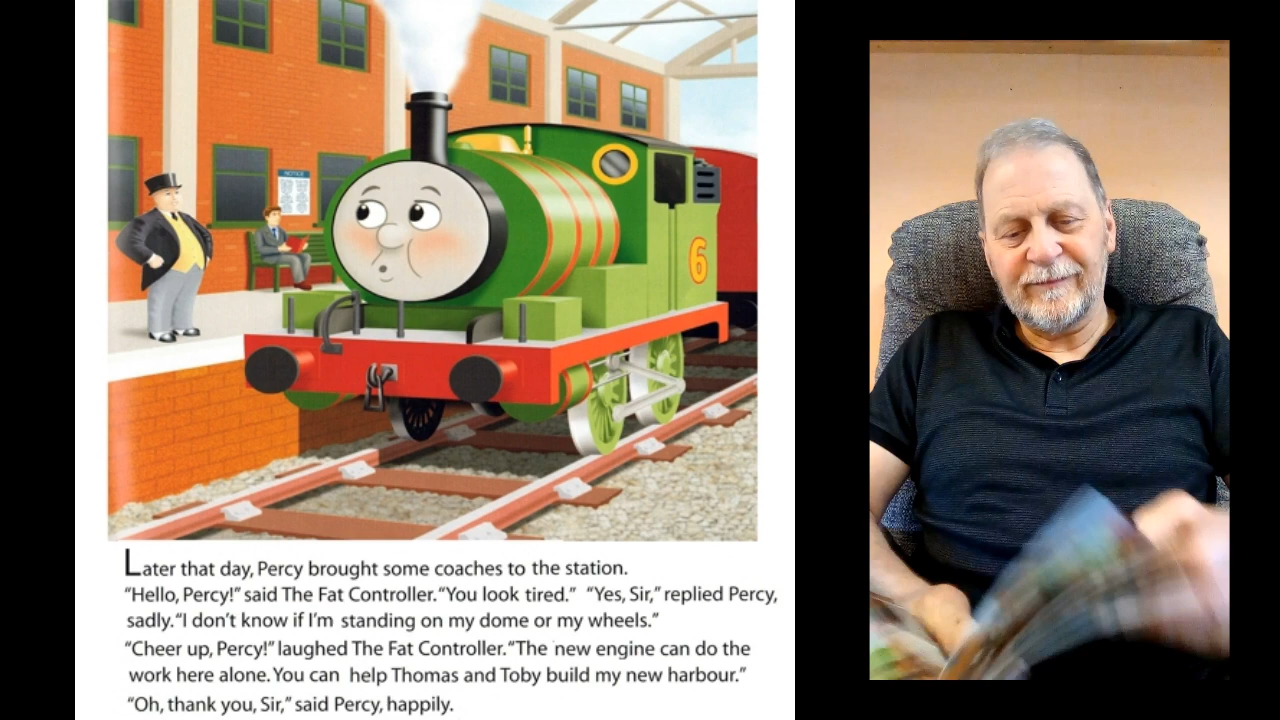 NOTICE
6
Later that day, Percy brought some coaches to the station.
“Hello, Percy!” said The Fat Controller. “You look tired.” “Yes, Sir,” replied Percy,
sadly. “I don’t know if I’m standing on my dome or my wheels.”
“Cheer up, Percy!” laughed The Fat Controller. “The new engine can do the
work here alone. You can help Thomas and Toby build my new harbour.”
“Oh, thank you, Sir,” said Percy, happily.